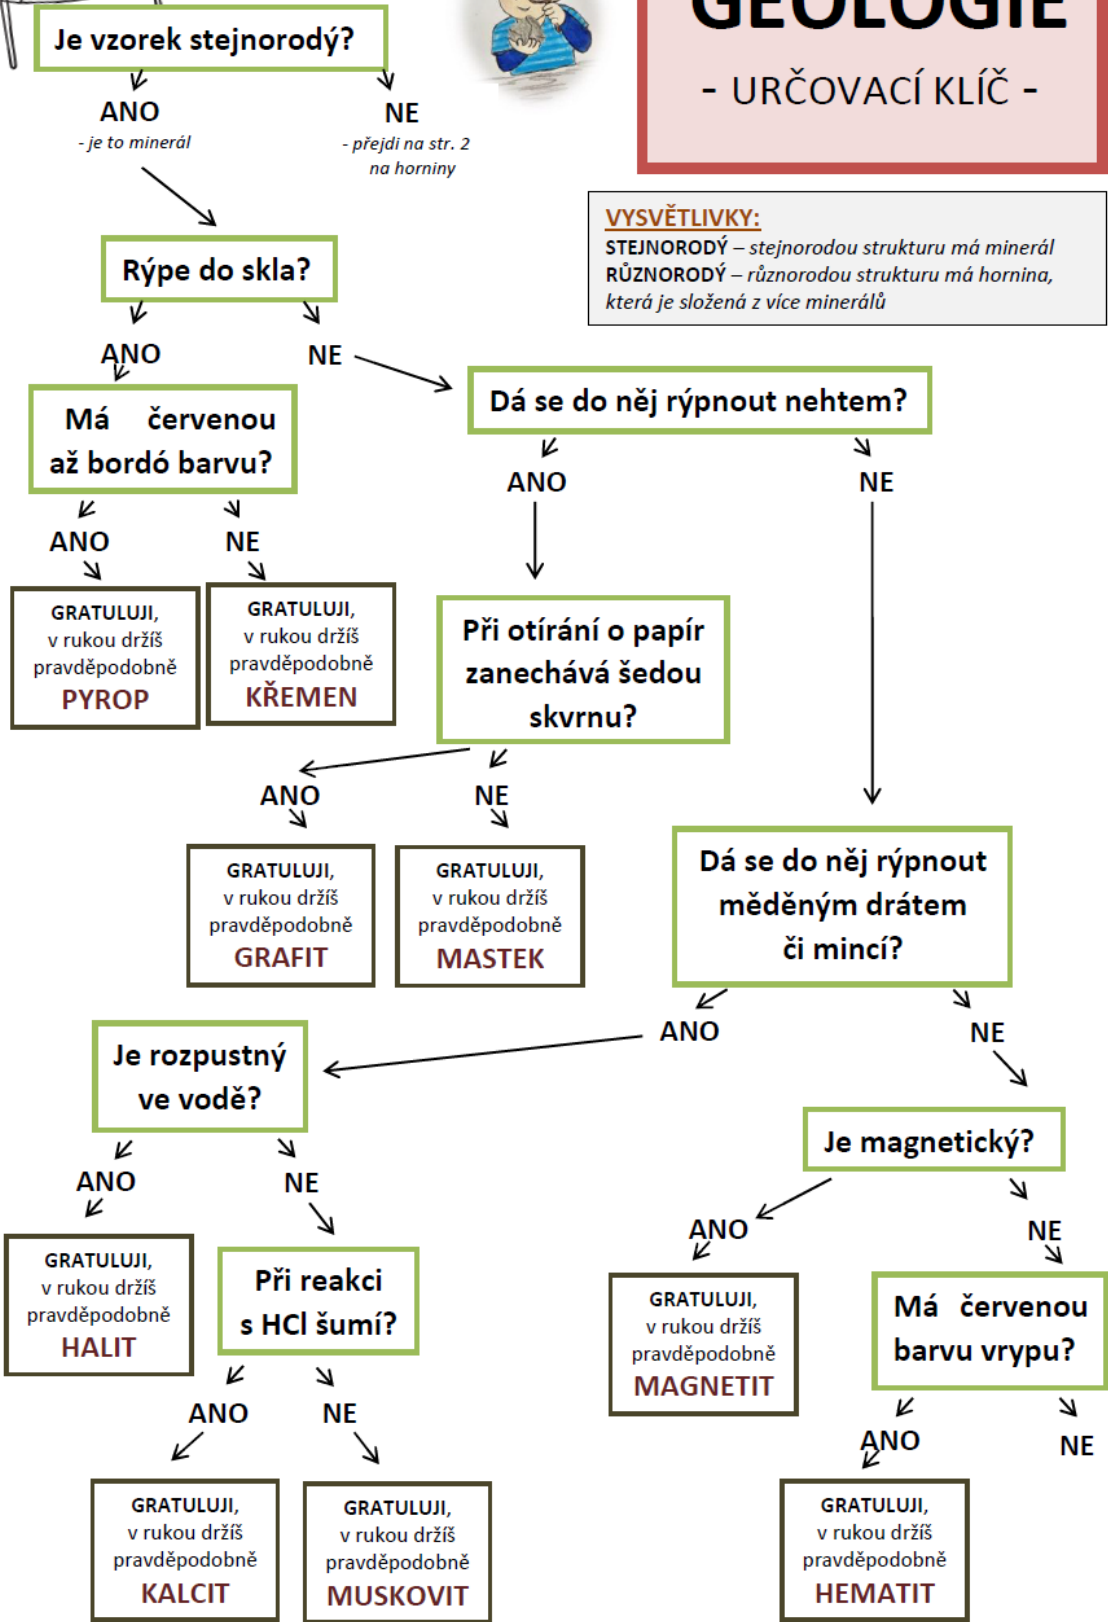 GEOLOGIE
- URČOVACÍ KLÍČ -
Je vzorek stejnorodý?
ANO
- je to minerál
NE
- přejdi na str. 2
na horniny
VYSVĚTLIVKY:
STEJNORODÝ – stejnorodou strukturu má minerál
RŮZNORODÝ – různorodou strukturu má hornina,
která je složená z více minerálů
Rýpe do skla?
ANO
NE
Má červenou
až bordó barvu?
Dá se do něj rýpnout nehtem?
ANO
NE
ANO
NE
GRATULUJI,
v rukou držíš
pravděpodobně
PYROP
GRATULUJI,
v rukou držíš
pravděpodobně
KŘEMEN
Při otírání o papír
zanechává šedou
skvrnu?
ANO
NE
GRATULUJI,
v rukou držíš
pravděpodobně
GRAFIT
GRATULUJI,
v rukou držíš
pravděpodobně
MASTEK
Dá se do něj rýpnout
měděným drátem
či mincí?
ANO
NE
Je rozpustný
ve vodě?
ANO
NE
Je magnetický?
ANO
NE
GRATULUJI,
v rukou držíš
pravděpodobně
HALIT
Při reakci
s HCl šumí?
ANO
NE
GRATULUJI,
v rukou držíš
pravděpodobně
MAGNETIT
Má červenou
barvu vrypu?
ANO
NE
GRATULUJI,
v rukou držíš
pravděpodobně
KALCIT
GRATULUJI,
v rukou držíš
pravděpodobně
MUSKOVIT
GRATULUJI,
v rukou držíš
pravděpodobně
HEMATIT